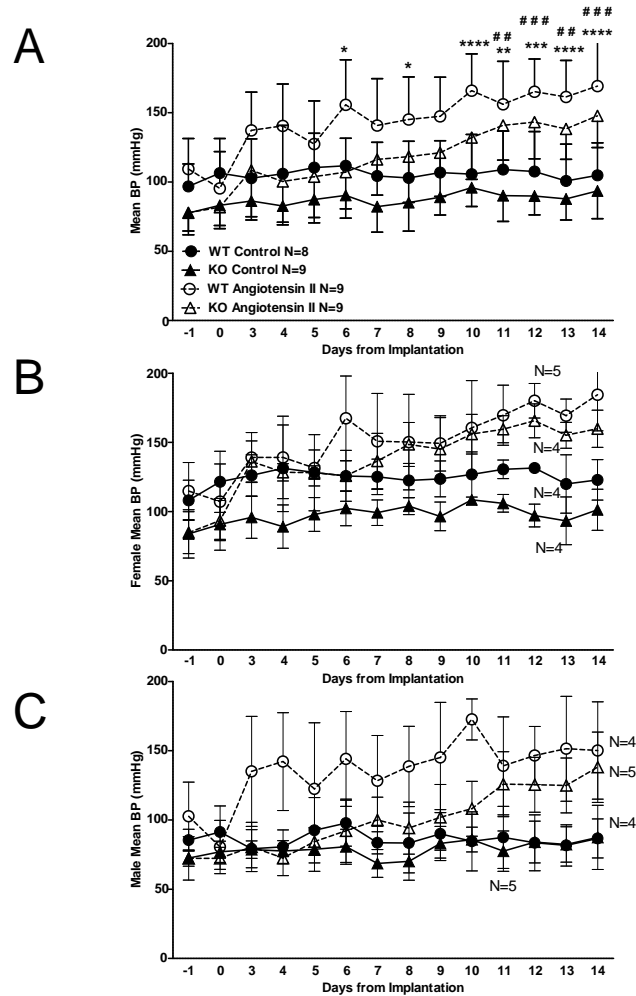 A
# # #
# # #
# # # # #
* * **** ** *** **** ****
200
150
100
50
0
Mean BP (mmHg)
WT Control N=8
KO Control N=9
WT Angiotensin II N=9
KO Angiotensin II N=9
-1 0 3 4 5 6 7 8 9 10 11 12 13 14
Days from Implantation
B
200
150
100
50
0
Female Mean BP (mmHg)
N=5
N=4
N=4
N=4
-1 0 3 4 5 6 7 8 9 10 11 12 13 14
Days from Implantation
C
200
150
100
50
0
Male Mean BP (mmHg)
N=4
N=5
N=4
N=5
-1 0 3 4 5 6 7 8 9 10 11 12 13 14
Days from Implantation